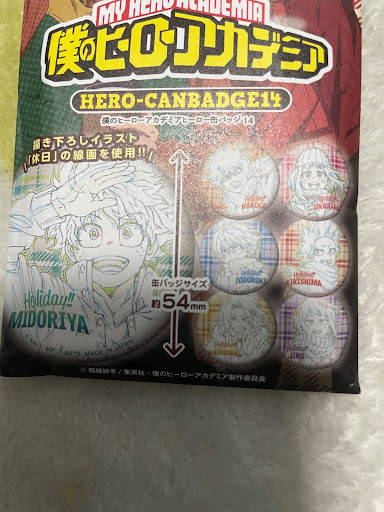 MY HERO ACADEMIA
僕のヒーローアカデミア
HERO-CANBADGE14
僕のヒーローアカデミアヒーロー缶バッジ 14
描き下ろしイラスト
「休日」の線画を使用!!
Holiday!!
MIDORIYA
缶バッジサイズ
約54mm
Holiday!!
BAKUGO
URARAKA
Holiday!!
TODOROKI
Holiday!!
KIRISHIMA
KAMINARI
JIRO
© 堀越耕平/集英社・僕のヒーローアカデミア製作委員会